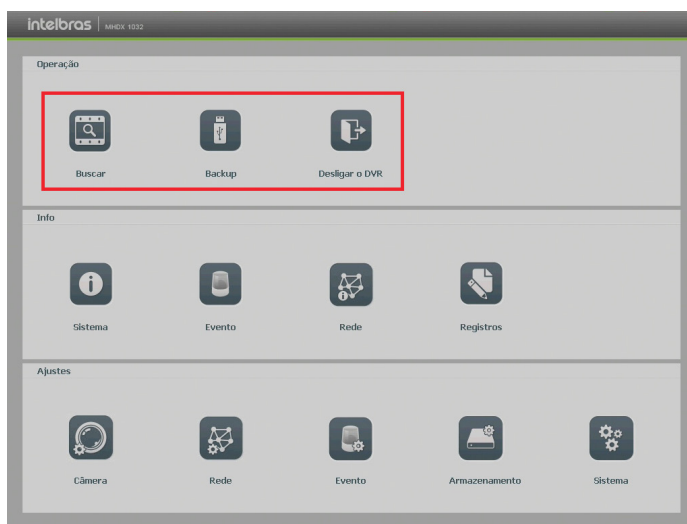 intelbras | MHDX 1032
Operação
Buscar Backup Desligar o DVR
Info
Sistema Evento Rede Registros
Ajustes
Câmera Rede Evento Armazenamento Sistema